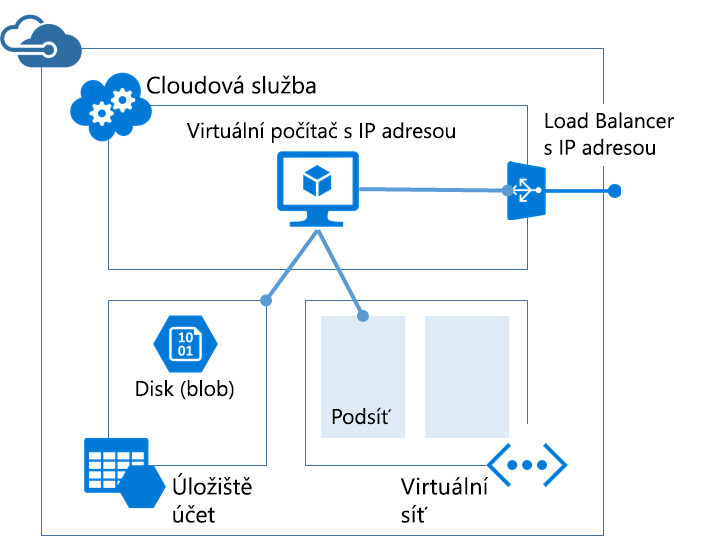 Cloudová služba
Virtuální počítač s IP adresou
Load Balancer
s IP adresou
10
01
Disk (blob)
Podsíť
Úložiště
účet
Virtuální
síť